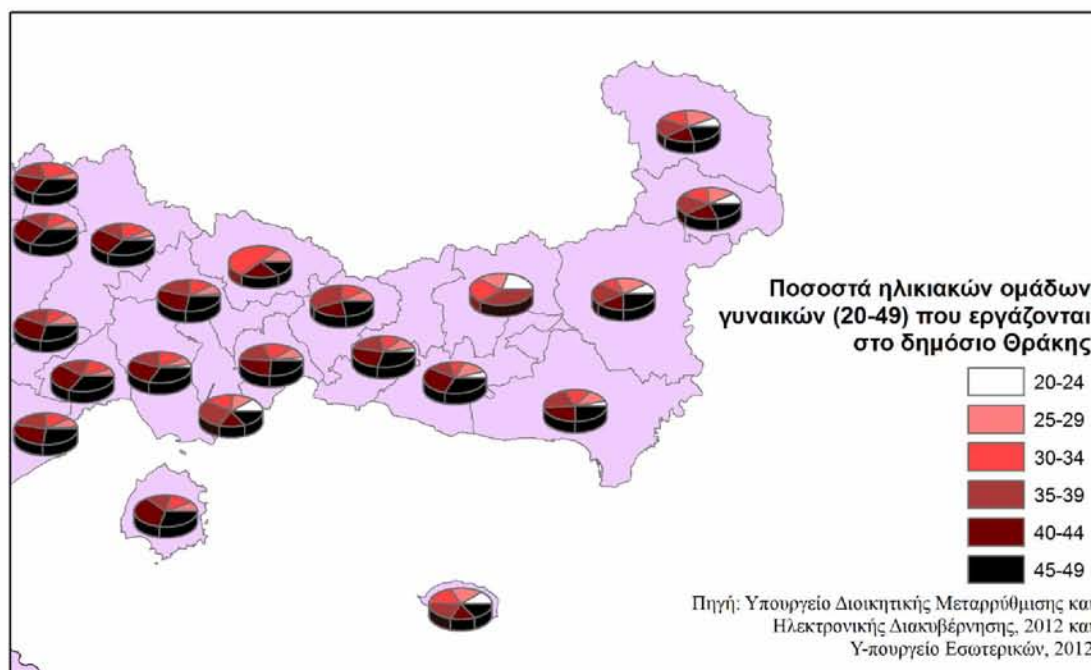 Ποσοστά ηλικιακών ομάδων
γυναικών (20-49) που εργάζονται
στο δημόσιο Θράκης
20-24
25-29
30-34
35-39
40-44
45-49
Πηγή: Υπουργείο Διοικητικής Μεταρρύθμισης και
Ηλεκτρονικής Διακυβέρνησης, 2012 και
Υ-πουργείο Εσωτερικών, 2013